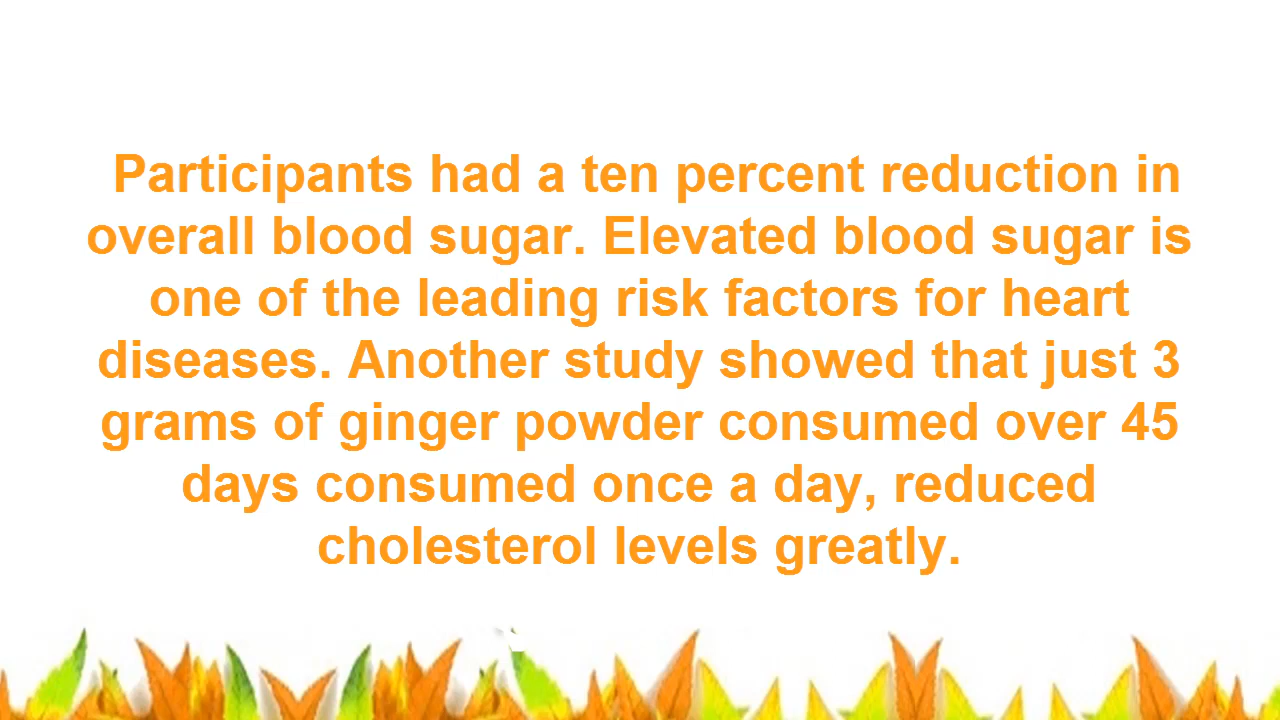 Participants had a ten percent reduction in
overall blood sugar. Elevated blood sugar is
one of the leading risk factors for heart
diseases. Another study showed that just 3
grams of ginger powder consumed over 45
days consumed once a day, reduced
cholesterol levels greatly.